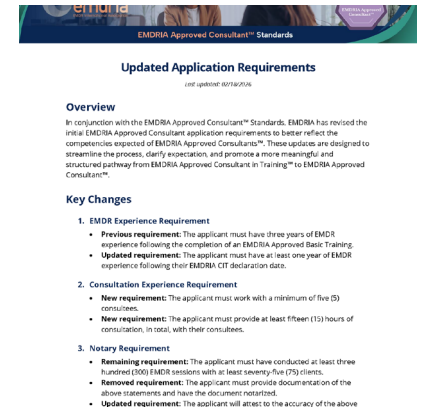 emdria
EMDRIA Approved
Consultant™
EMDRIA Approved Consultant™ Standards
Updated Application Requirements
Last updated: 02/18/2026
Overview
In conjunction with the EMDRIA Approved Consultant™ Standards, EMDRIA has revised the
initial EMDRIA Approved Consultant application requirements to better reflect the
competencies expected of EMDRIA Approved Consultants™. These updates are designed to
streamline the process, clarify expectation, and promote a more meaningful and
structured pathway from EMDRIA Approved Consultant in Training™ to EMDRIA Approved
Consultant™.
Key Changes
1. EMDR Experience Requirement
• Previous requirement: The applicant must have three years of EMDR
experience following the completion of an EMDRIA Approved Basic Training.
• Updated requirement: The applicant must have at least one year of EMDR
experience following their EMDRIA CIT declaration date.
2. Consultation Experience Requirement
• New requirement: The applicant must work with a minimum of five (5)
consultees.
• New requirement: The applicant must provide at least fifteen (15) hours of
consultation, in total, with their consultees.
3. Notary Requirement
• Remaining requirement: The applicant must have conducted at least three
hundred (300) EMDR sessions with at least seventy-five (75) clients.
• Removed requirement: The applicant must provide documentation of the
above statements and have the document notarized.
• Updated requirement: The applicant will attest to the accuracy of the above